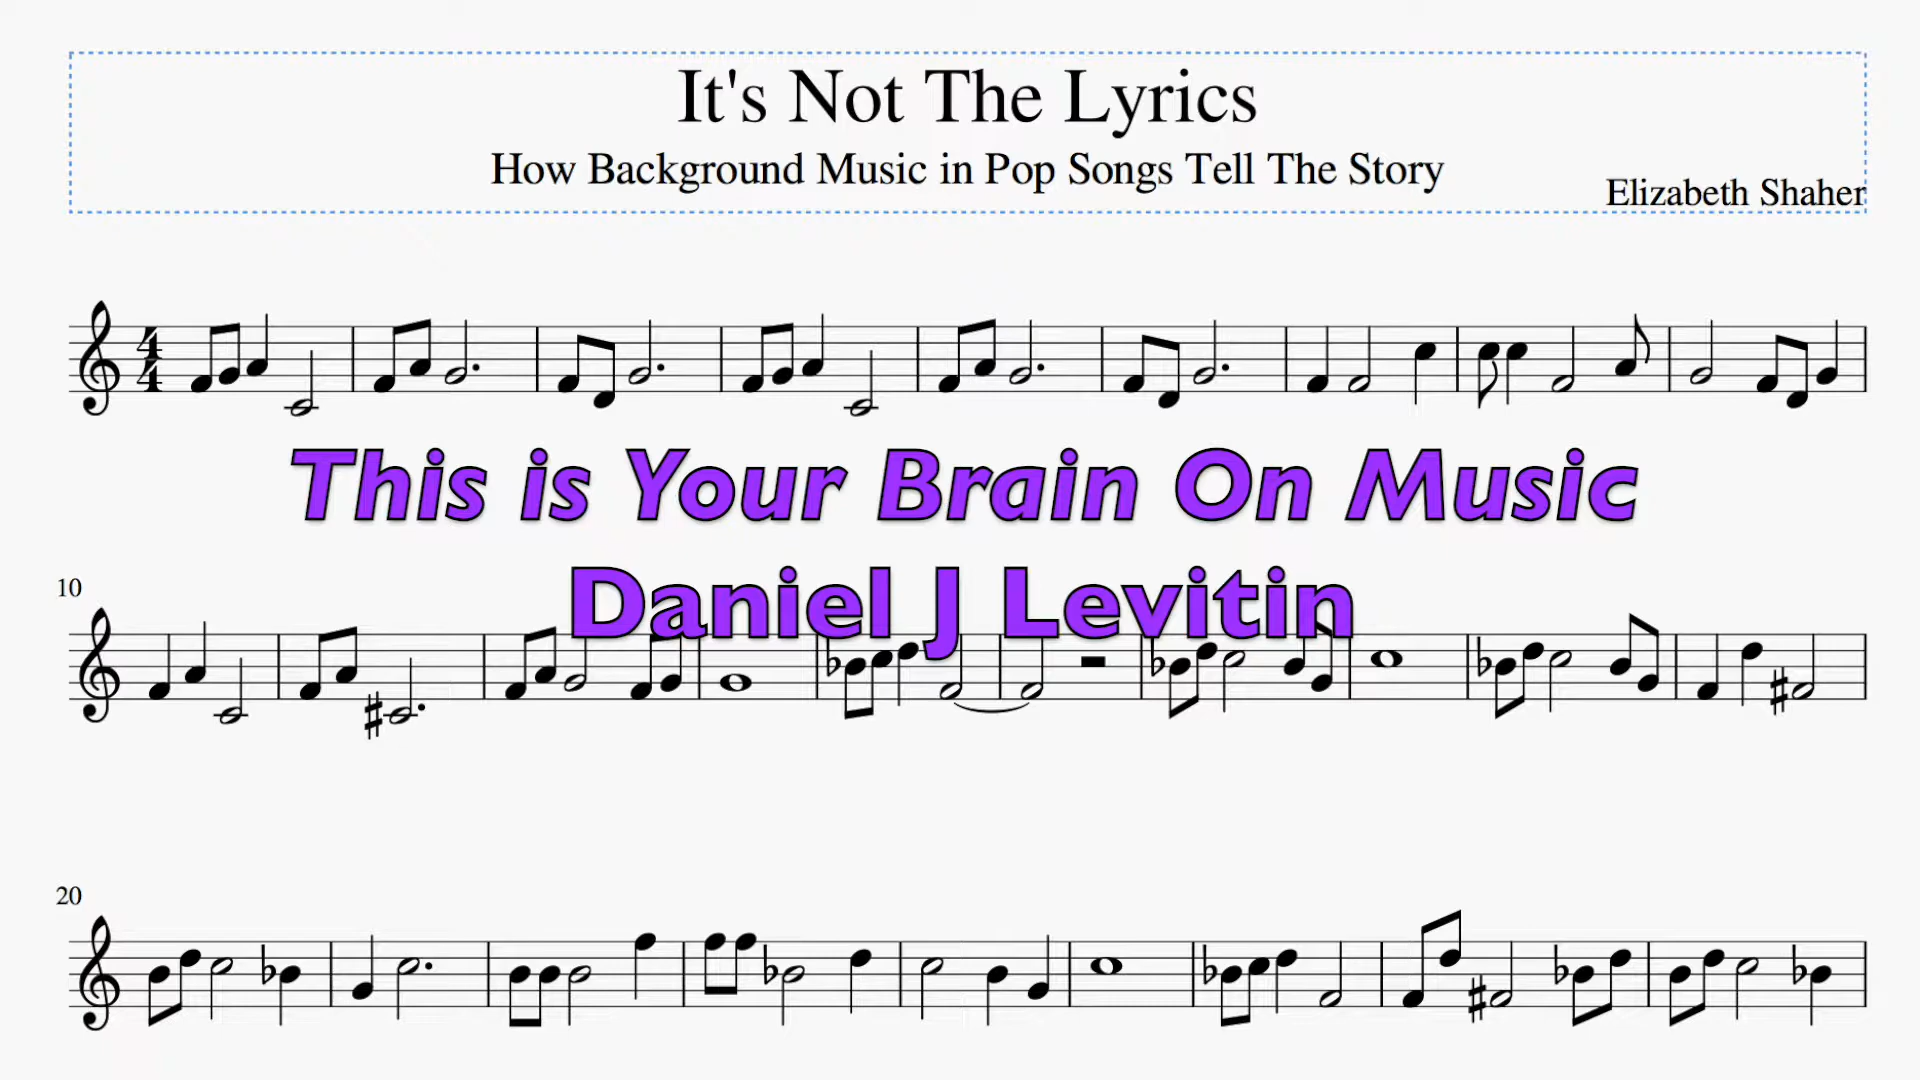 It's Not The Lyrics
How Background Music in Pop Songs Tell The Story
Elizabeth Shaher
4
4
This is Your Brain On Music
Daniel J Levitin
10
20